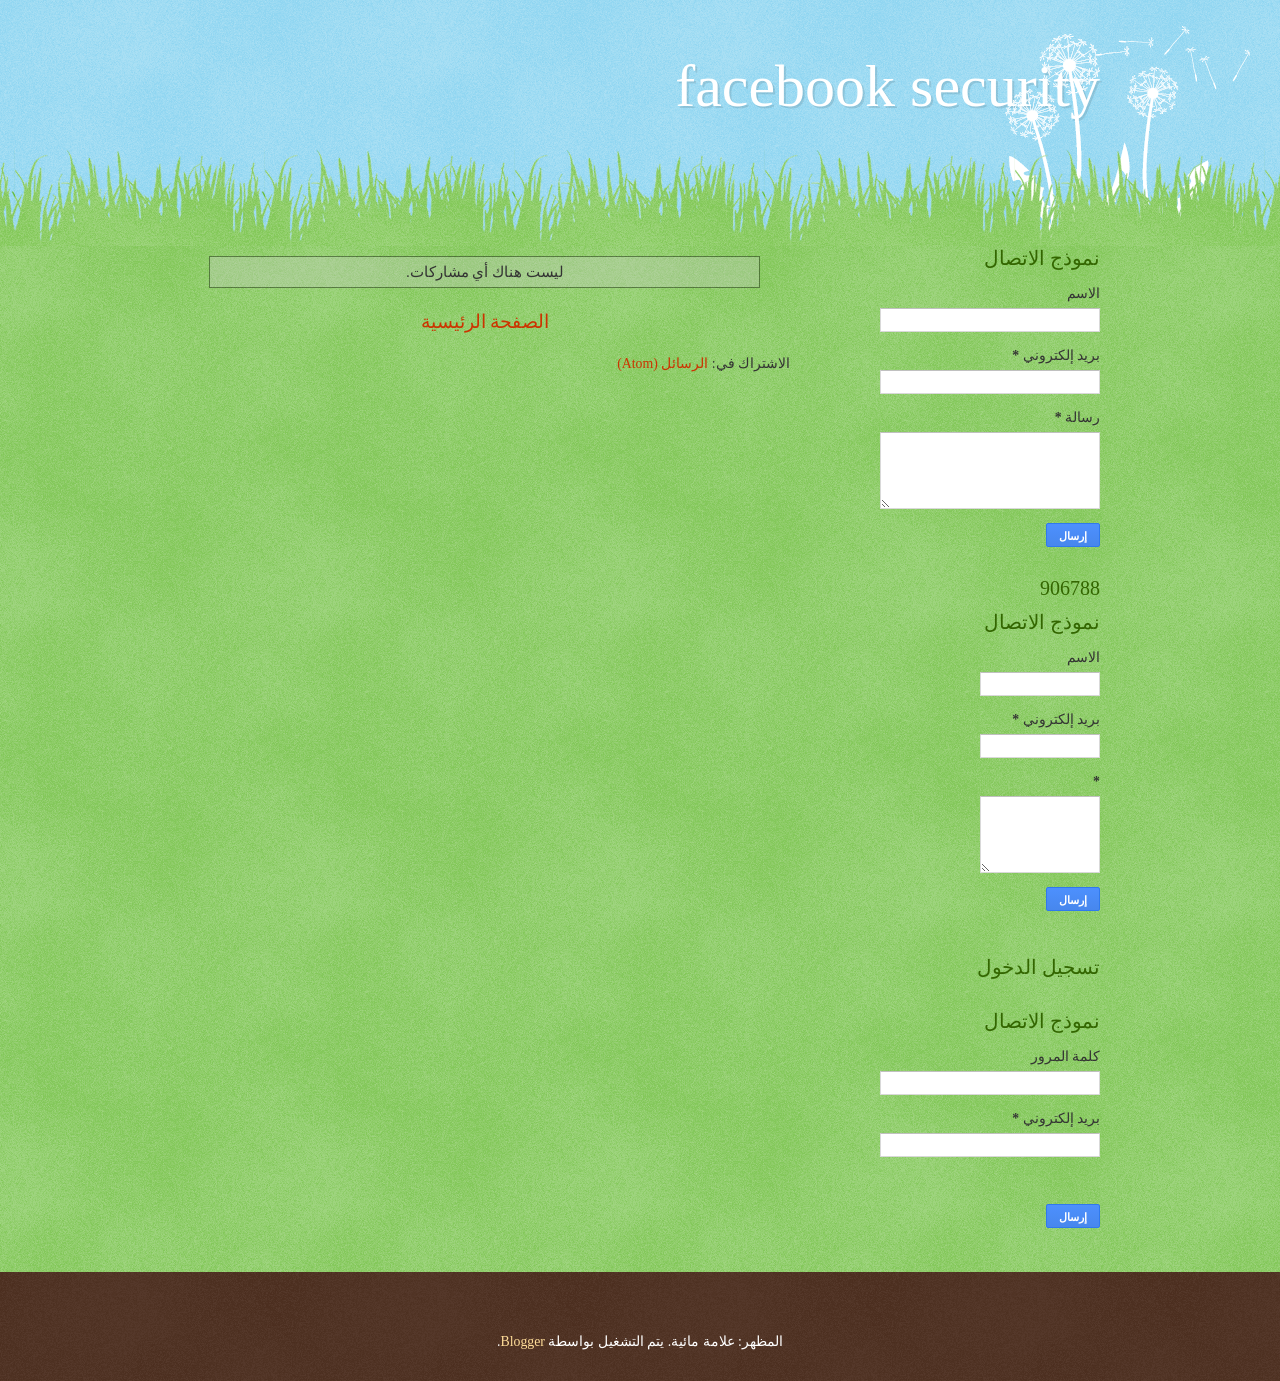 facebook security
ليست هناك أي مشاركات.
الصفحة الرئيسية
الاشتراك في: الرسائل (Atom)
نموذج الاتصال
الاسم
بريد إلكتروني *
رسالة *
إرسال
906788
نموذج الاتصال
الاسم
بريد إلكتروني *
*
إرسال
تسجيل الدخول
نموذج الاتصال
كلمة المرور
بريد إلكتروني *
إرسال
المظهر: علامة مائية. يتم التشغيل بواسطة Blogger.